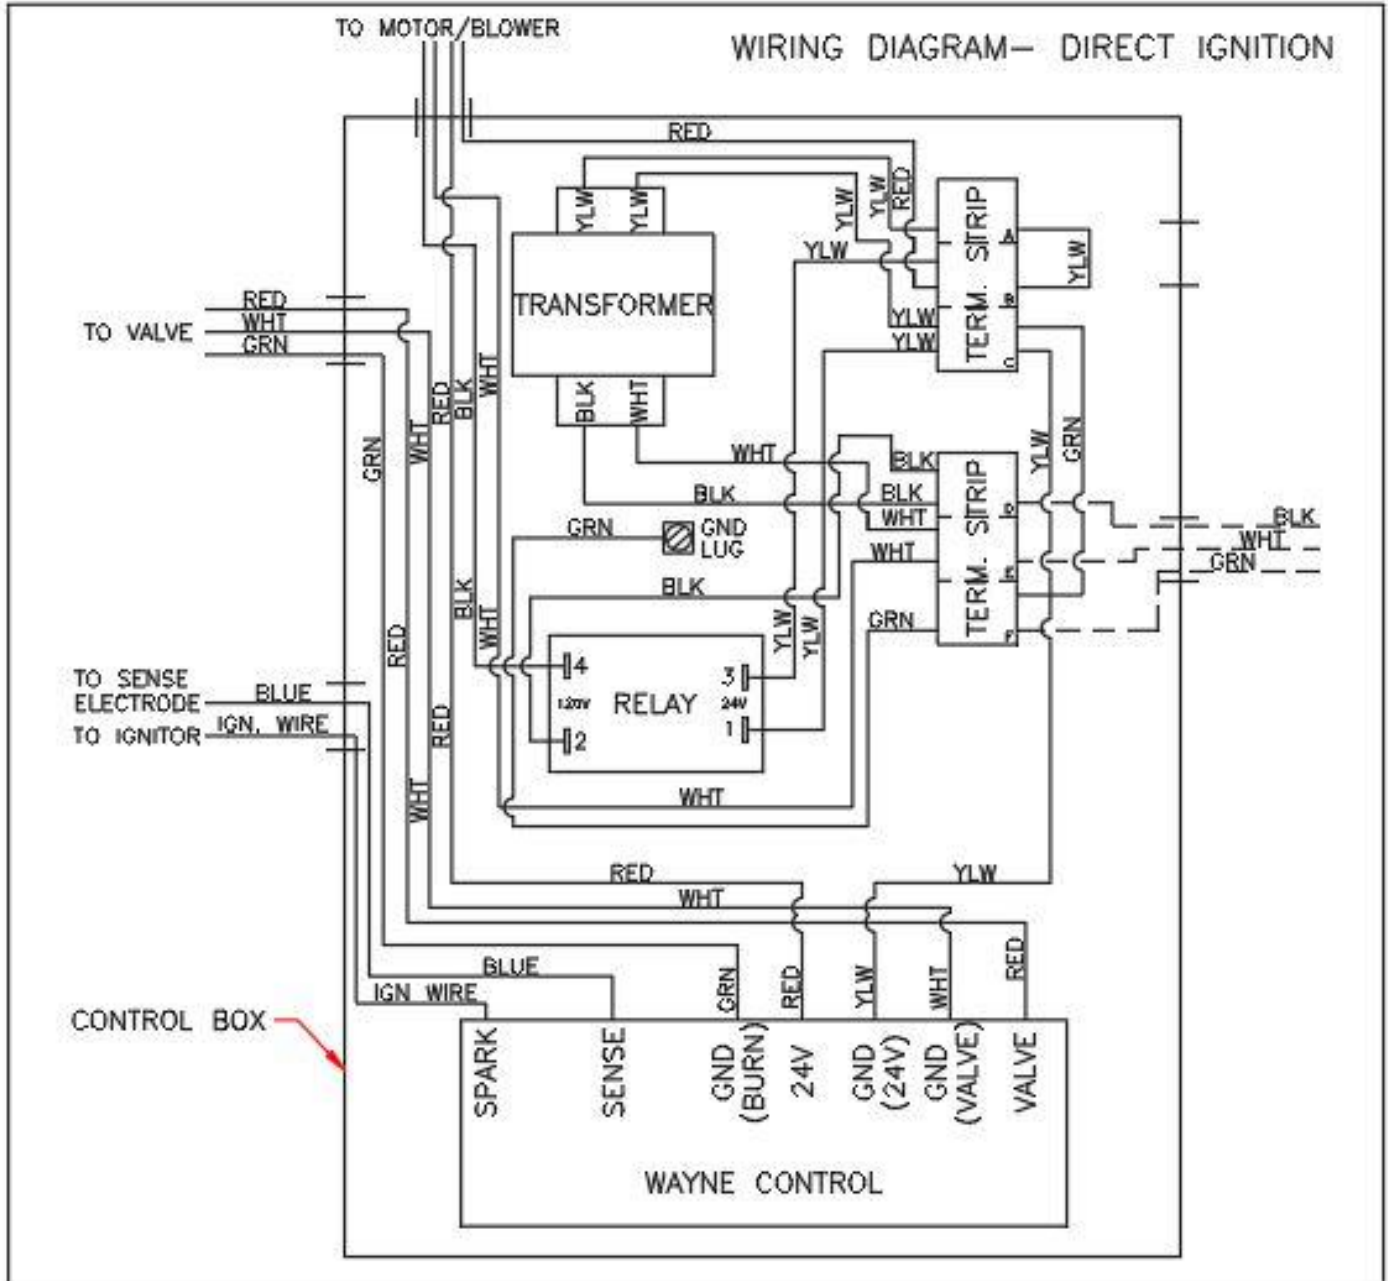 TO MOTOR/BLOWER
WIRING DIAGRAM- DIRECT IGNITION
RED
YLW
YLW
YLW
YLW
RED
TERM. STRIP
A
B
C
YLW
YLW
TRANSFORMER
YLW
YLW
RED
WHT
GRN
TO VALVE
BLK
WHT
GRN
WHT
RED
BLK
WHT
WHT
BLK
BLK
BLK
WHT
WHT
GRN
TERM. STRIP
D
E
F
YLW
GRN
BLK
WHT
GRN
GRN
GND
LUG
BLK
BLK
WHT
YLW
YLW
RED
4
120V
2
RELAY
3
24V
1
TO SENSE
ELECTRODE
BLUE
TO IGNITOR
IGN. WIRE
RED
WHT
WHT
RED
YLW
WHT
BLUE
IGN WIRE
GRN
RED
YLW
WHT
RED
CONTROL BOX
SPARK
SENSE
GND
(BURN)
24V
GND
(24V)
GND
(VALVE)
VALVE
WAYNE CONTROL